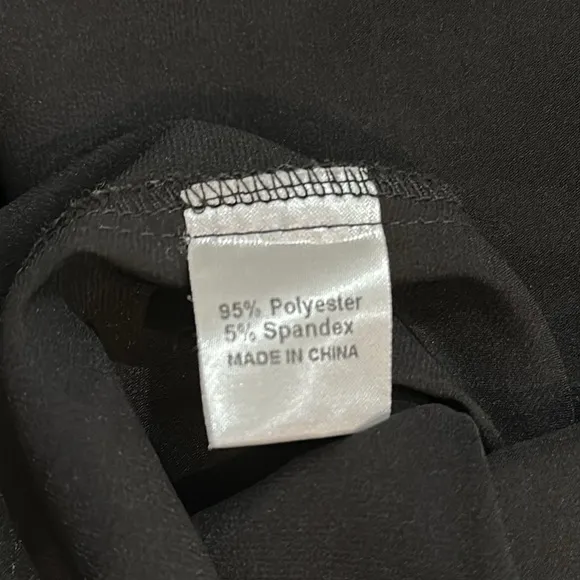 95% Polyester
5% Spandex
MADE IN CHINA